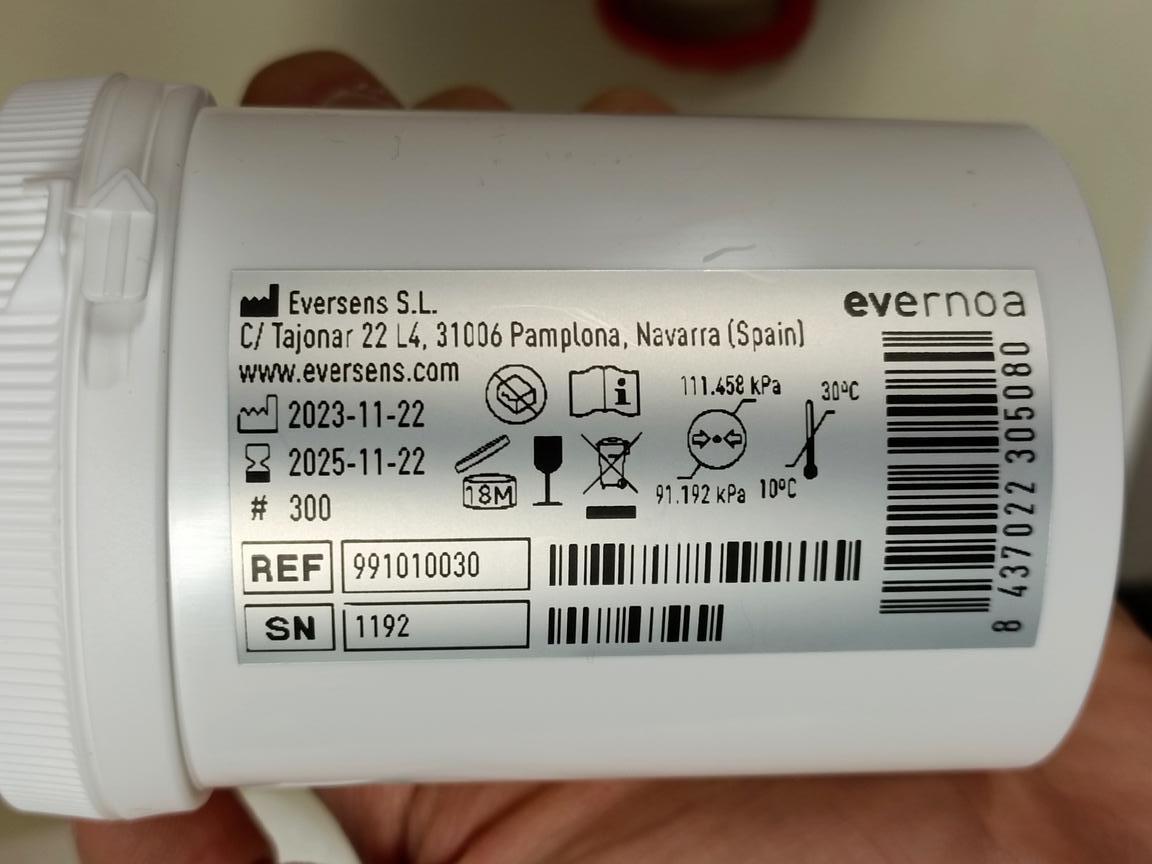 Eversens S.L.
evernoa
C/ Tajonar 22 L4, 31006 Pamplona, Navarra (Spain)
www.eversens.com
2023-11-22
2025-11-22
# 300
18M
111.458 kPa
91.192 kPa
30ºC
10ºC
REF 991010030
SN 1192
8 437022 305080